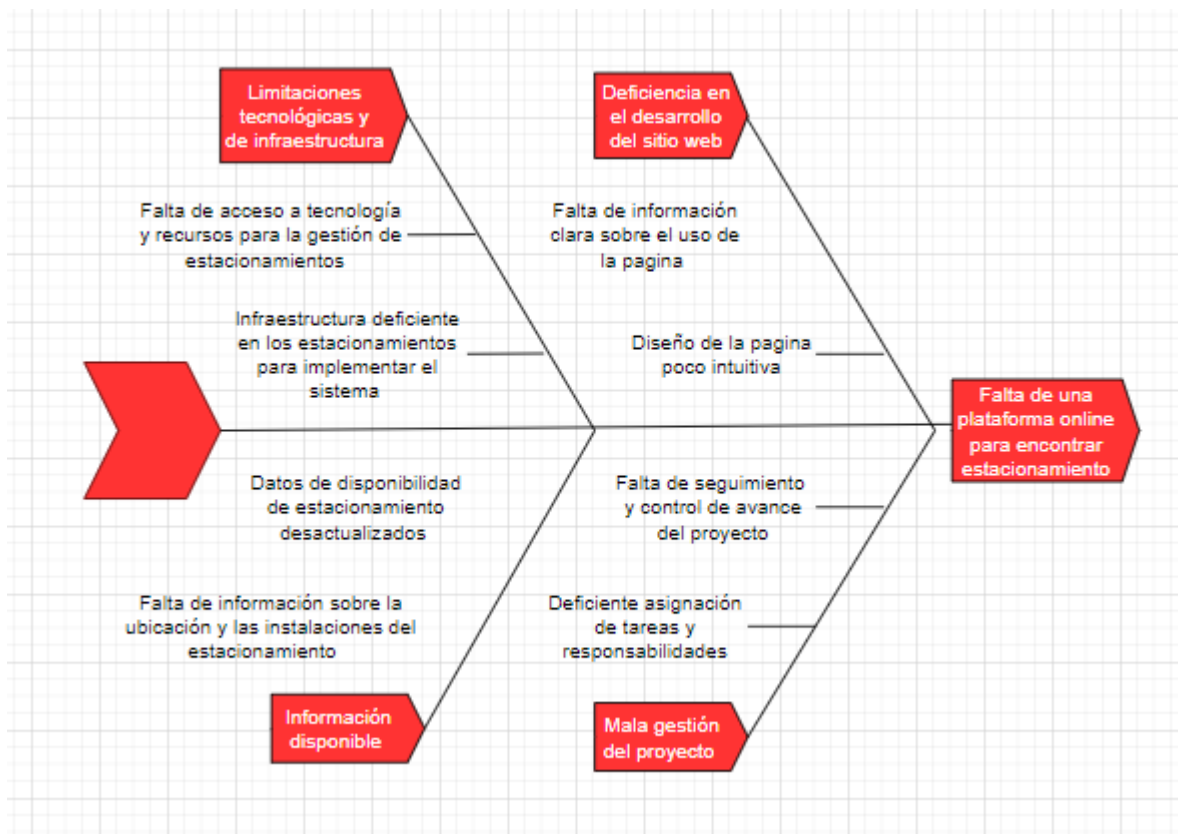 Limitaciones
tecnológicas y
de infraestructura
Deficiencia en
el desarrollo
del sitio web
Falta de acceso a tecnología
y recursos para la gestión de
estacionamientos
Falta de información
clara sobre el uso de
la pagina
Infraestructura deficiente
en los estacionamientos
para implementar el
sistema
Diseño de la pagina
poco intuitiva
Falta de una
plataforma online
para encontrar
estacionamiento
Datos de disponibilidad
de estacionamiento
desactualizados
Falta de seguimiento
y control de avance
del proyecto
Falta de información sobre la
ubicación y las instalaciones del
estacionamiento
Deficiente asignación
de tareas y
responsabilidades
Información
disponible
Mala gestión
del proyecto